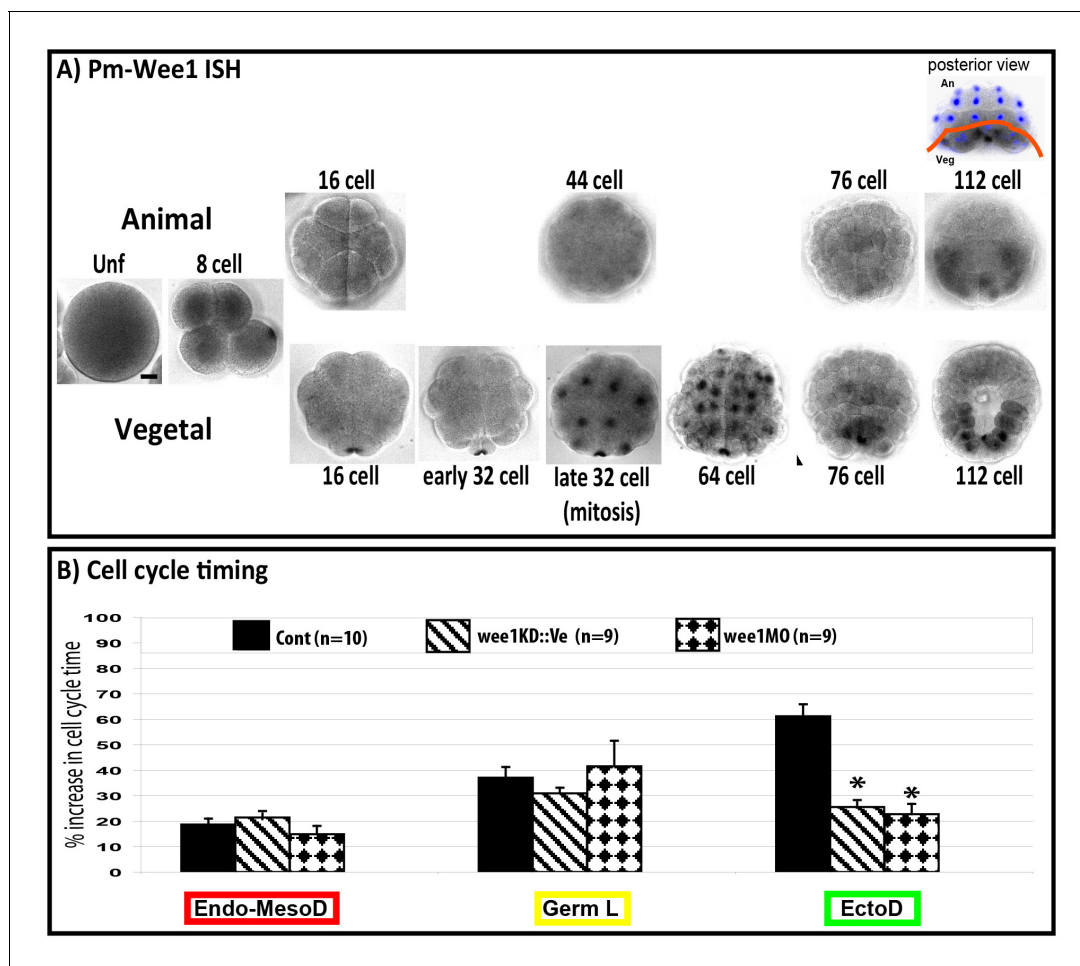 A) Pm-Wee1 ISH
posterior view
An
Veg
16 cell
44 cell
76 cell
112 cell
Animal
Unf
8 cell
Vegetal
16 cell
early 32 cell
late 32 cell
(mitosis)
64 cell
76 cell
112 cell
B) Cell cycle timing
% increase in cell cycle time
100
90
80
70
60
50
40
30
20
10
0
Cont (n=10)
wee1KD::Ve (n=9)
wee1MO (n=9)
*
*
Endo-MesoD
Germ L
EctoD